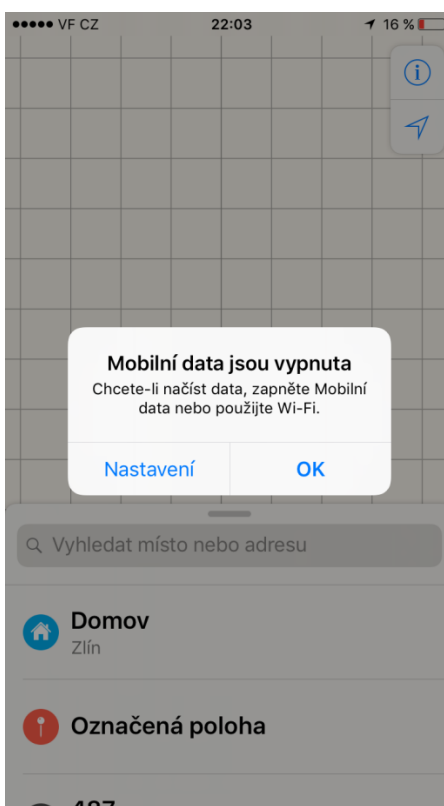 VF CZ 22:03 16 %
Mobilní data jsou vypnuta
Chcete-li načíst data, zapněte Mobilní
data nebo použijte Wi-Fi.
Nastavení OK
Vyhledat místo nebo adresu
Domov
Zlín
Označená poloha